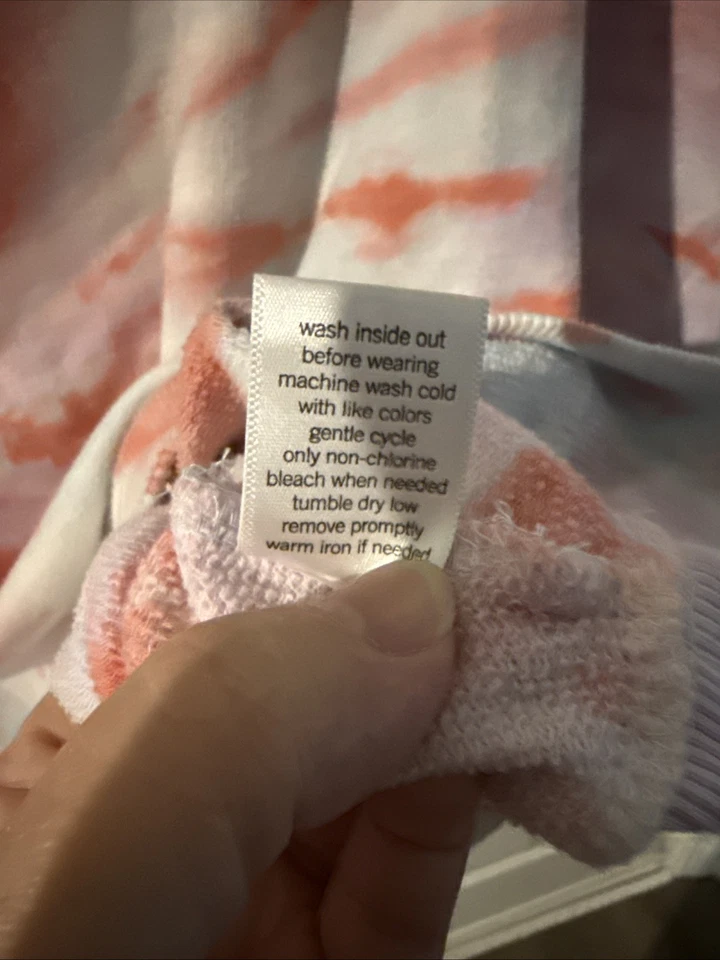 wash inside out
before wearing
machine wash cold
with like colors
gentle cycle
only non-chlorine
bleach when needed
tumble dry low
remove promptly
warm iron if needed